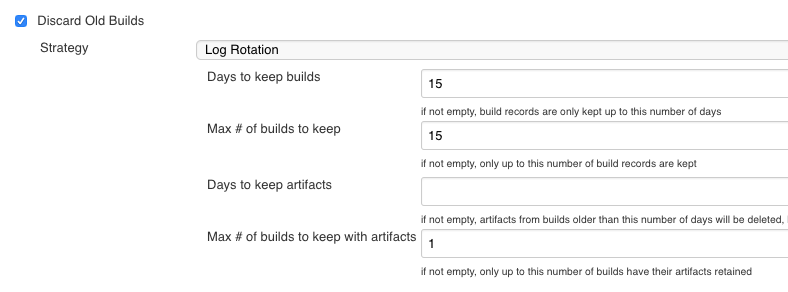 Discard Old Builds
Strategy
Log Rotation
Days to keep builds
15
if not empty, build records are only kept up to this number of days
Max # of builds to keep
15
if not empty, only up to this number of build records are kept
Days to keep artifacts
if not empty, artifacts from builds older than this number of days will be deleted,
Max # of builds to keep with artifacts
1
if not empty, only up to this number of builds have their artifacts retained